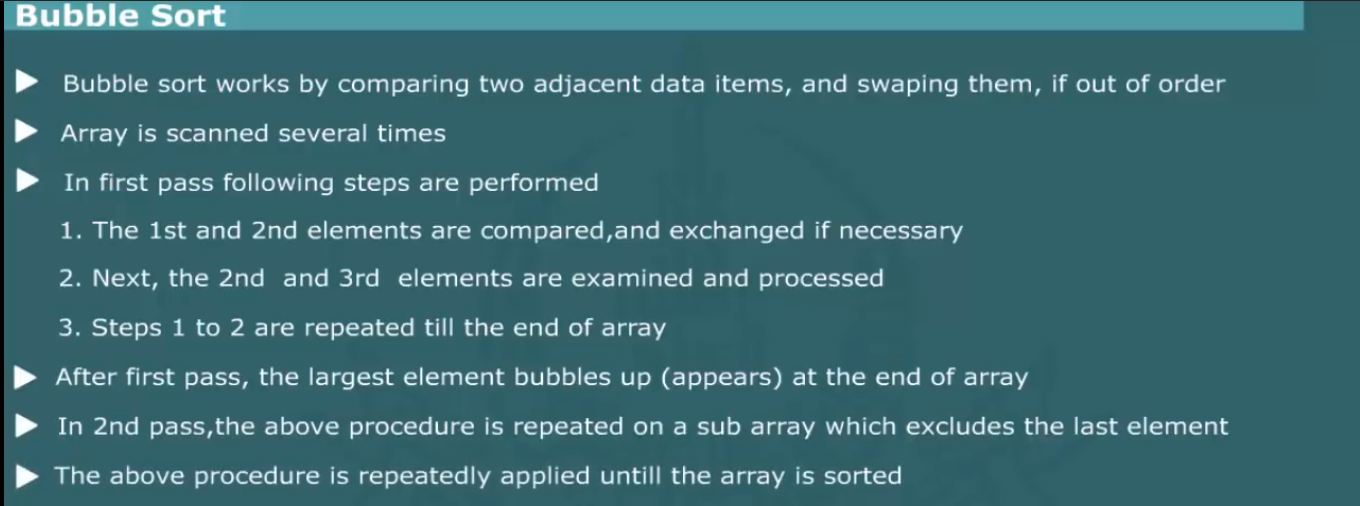 Bubble Sort
Bubble sort works by comparing two adjacent data items, and swaping them, if out of order
Array is scanned several times
In first pass following steps are performed
1. The 1st and 2nd elements are compared,and exchanged if necessary
2. Next, the 2nd and 3rd elements are examined and processed
3. Steps 1 to 2 are repeated till the end of array
After first pass, the largest element bubbles up (appears) at the end of array
In 2nd pass,the above procedure is repeated on a sub array which excludes the last element
The above procedure is repeatedly applied untill the array is sorted